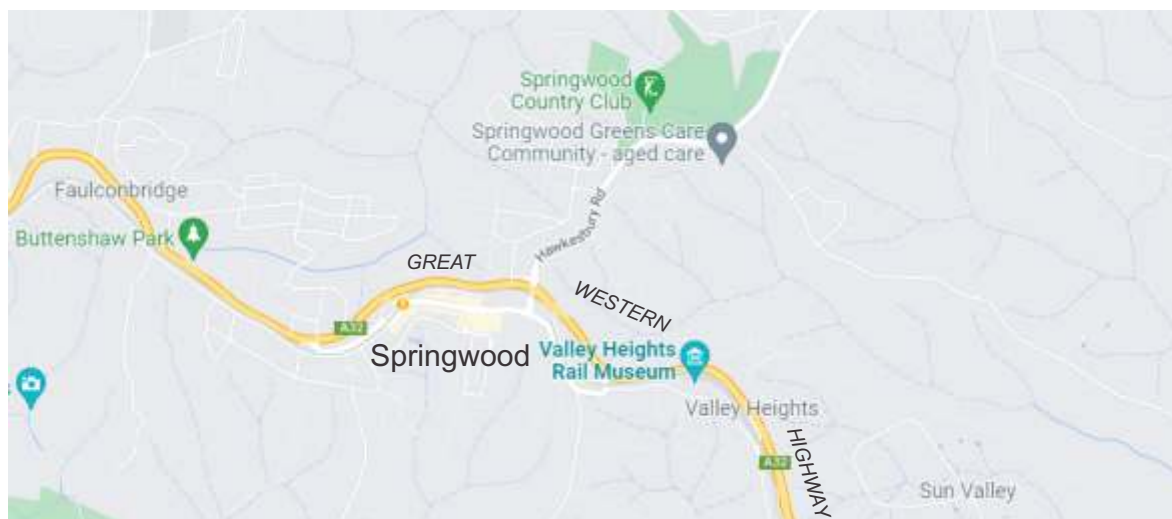 Springwood
Country Club
Springwood Greens Care
Community - aged care
Faulconbridge
Buttenshaw Park
Hawkesbury Rd
GREAT
WESTERN
A32
Springwood
Valley Heights
Rail Museum
s
Valley Heights
A32
HIGHWAY
Sun Valley